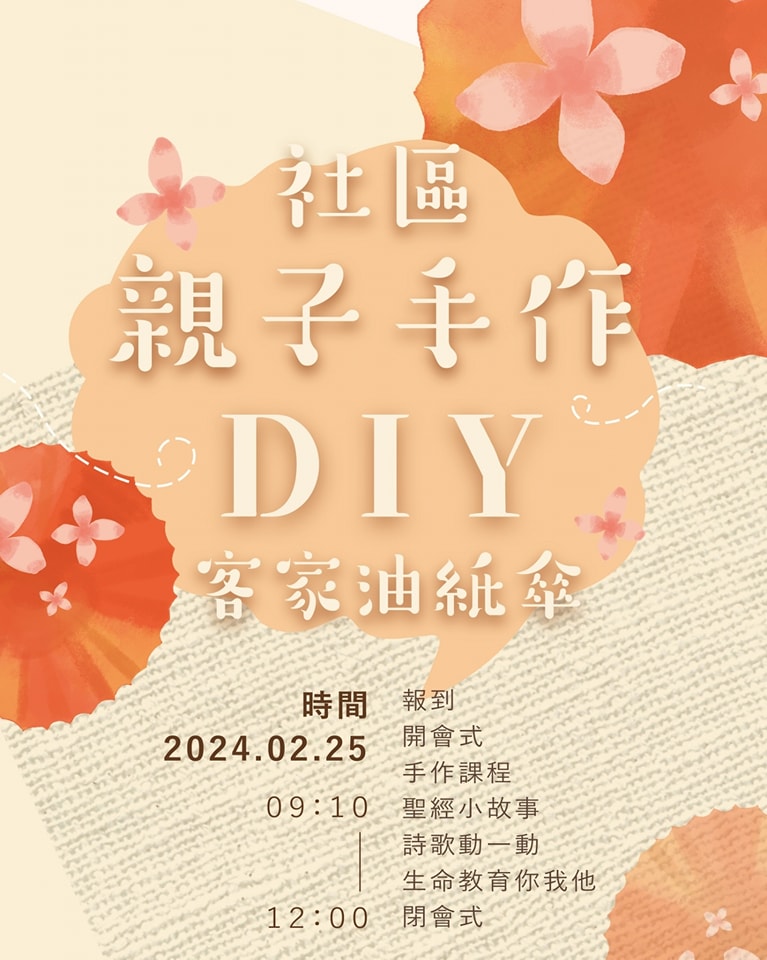 社區
親子手作
DIY
客家油紙傘
時間
2024.02.25
09:10
12:00
報到
開會式
手作課程
聖經小故事
詩歌動一動
生命教育你我他
閉會式